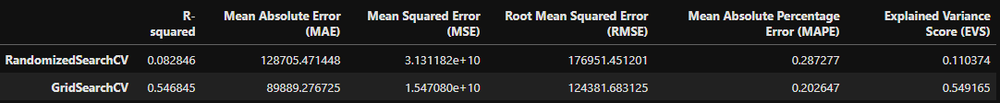 R-squared Mean Absolute Error (MAE) Mean Squared Error (MSE) Root Mean Squared Error (RMSE) Mean Absolute Percentage Error (MAPE) Explained Variance Score (EVS)
RandomizedSearchCV 0.082846 128705.471448 3.131182e+10 176951.451201 0.287277 0.110374
GridSearchCV 0.546845 89889.276725 1.547080e+10 124381.683125 0.202647 0.549165